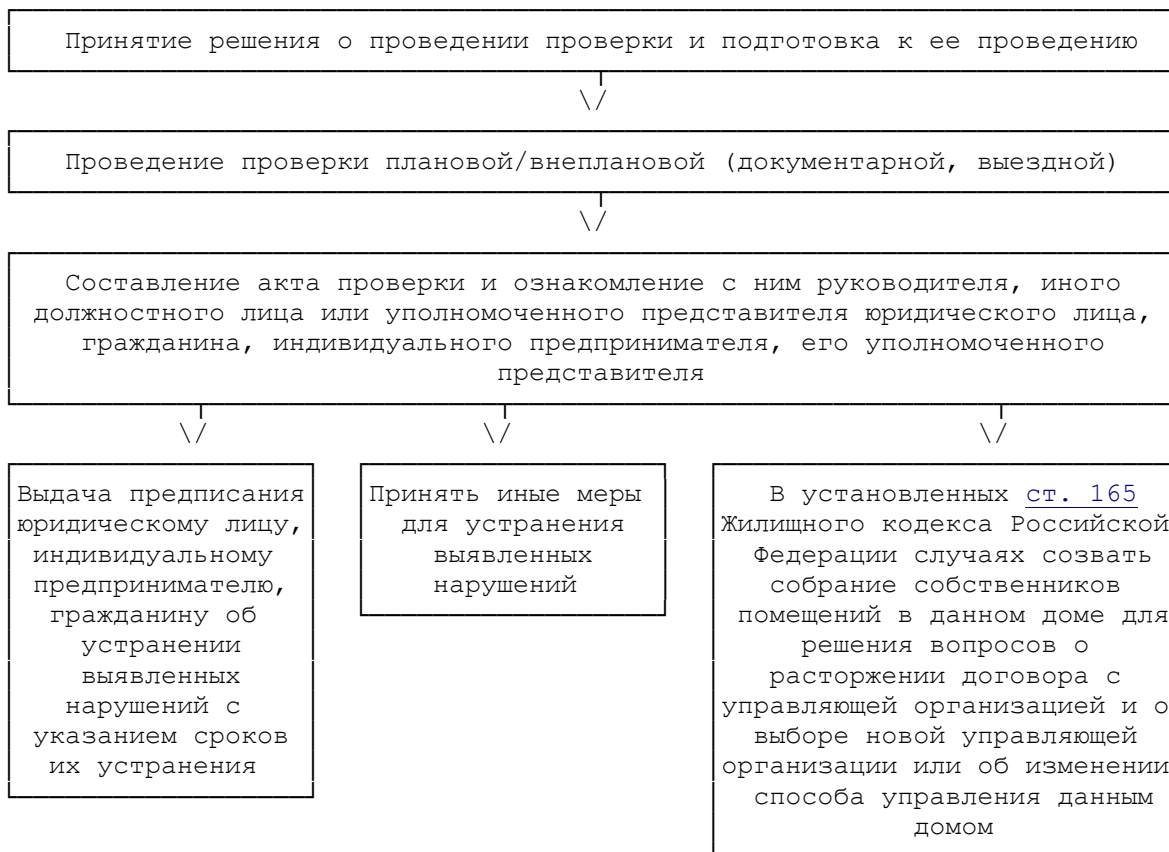 Принятие решения о проведении проверки и подготовка к ее проведению
\/
Проведение проверки плановой/внеплановой (документарной, выездной)
\/
Составление акта проверки и ознакомление с ним руководителя, иного
должностного лица или уполномоченного представителя юридического лица,
гражданина, индивидуального предпринимателя, его уполномоченного
представителя
\/ \/ \/
Выдача предписания
юридическому лицу,
индивидуальному
предпринимателю,
гражданину об
устранении
выявленных
нарушений с
указанием сроков
их устранения
Принять иные меры
для устранения
выявленных
нарушений
В установленных ст. 165
Жилищного кодекса Российской
Федерации случаях созвать
собрание собственников
помещений в данном доме для
решения вопросов о
расторжении договора с
управляющей организацией и о
выборе новой управляющей
организации или об изменении
способа управления данным
домом